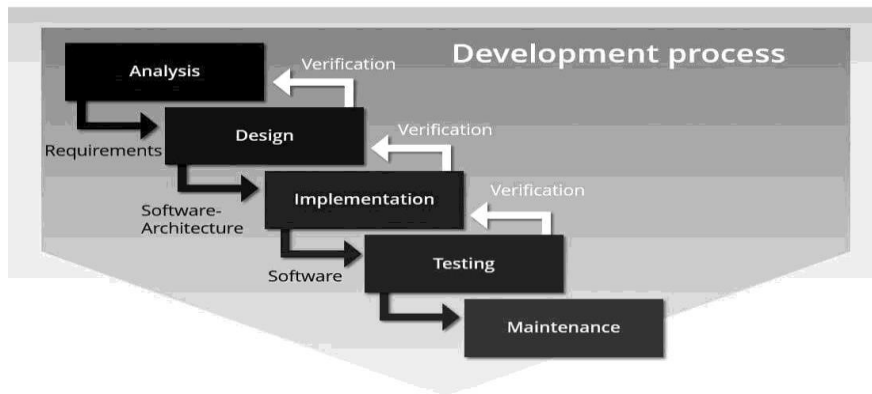 Development process
Analysis
Verification
Requirements
Design
Verification
Software-
Architecture
Implementation
Verification
Software
Testing
Maintenance